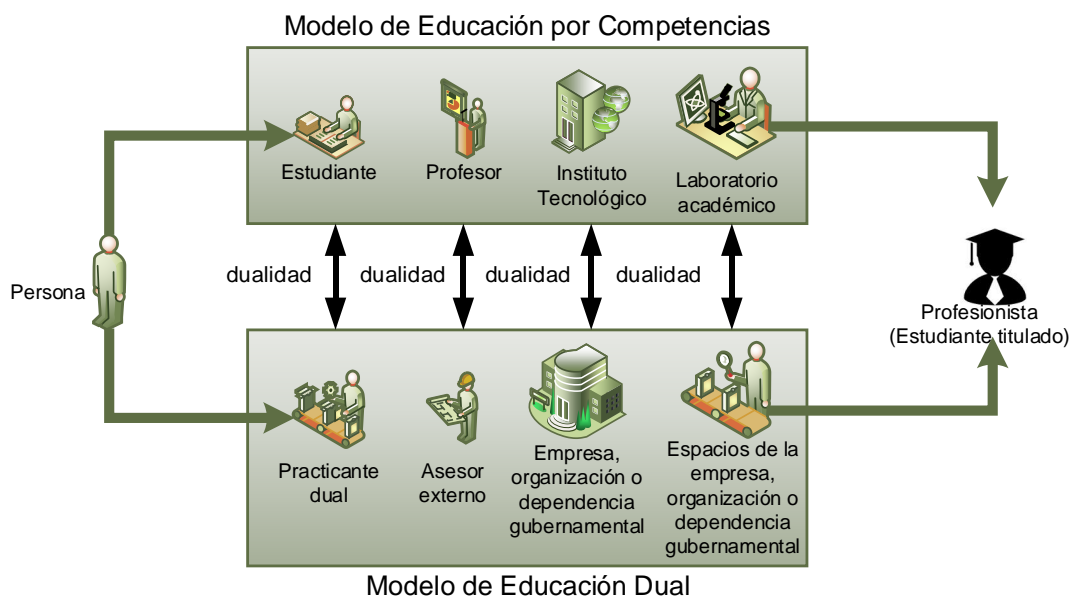 Modelo de Educación por Competencias
Estudiante
Profesor
Instituto
Tecnológico
Laboratorio
académico
Persona
dualidad
dualidad
dualidad
dualidad
Profesionista
(Estudiante titulado)
Practicante
dual
Asesor
externo
Empresa,
organización o
dependencia
gubernamental
Espacios de la
empresa,
organización o
dependencia
gubernamental
Modelo de Educación Dual